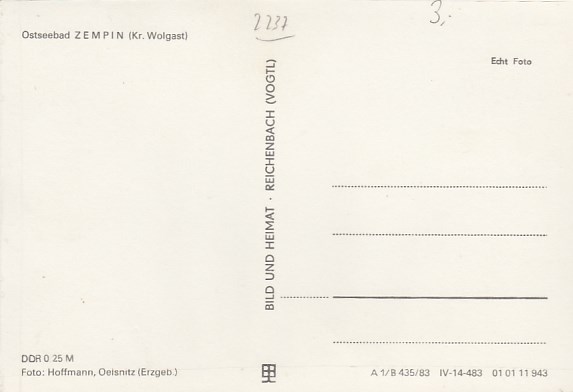 2237
3,-
Ostseebad ZEMPIN (Kr. Wolgast)
Echt Foto
BILD UND HEIMAT · REICHENBACH (VOGTL)
DDR 0 25 M
Foto: Hoffmann, Oelsnitz (Erzgeb.)
A 1/B 435/83 IV-14-483 01 01 11 943